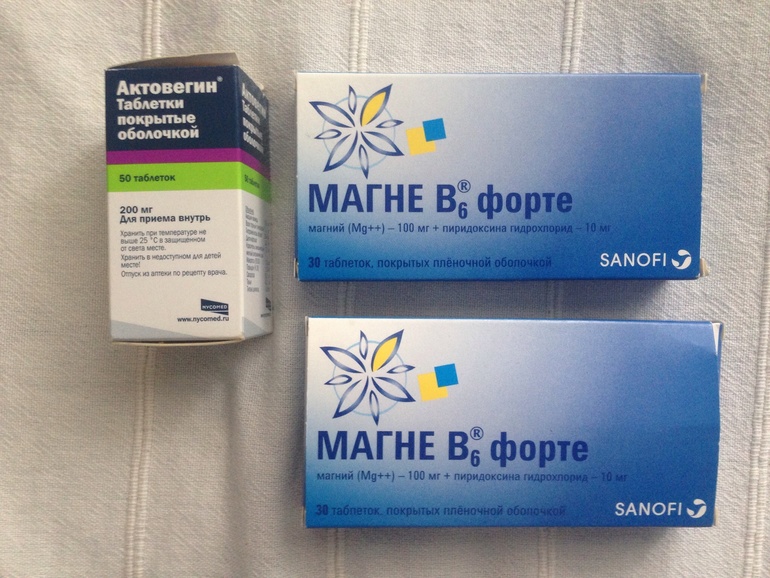 Актовегин®
Таблетки
покрытые
оболочкой
50 таблеток
200 мг
Для приема внутрь
Хранить при температуре не
выше 25 °C в защищенном
от света месте.
Хранить в недоступном для детей
месте!
Отпуск из аптеки по рецепту врача.
NYCOMED
www.nycomed.ru
Актовегин
МАГНЕ B6® форте
магний (Mg++) – 100 мг + пиридоксина гидрохлорид – 10 мг
30 таблеток, покрытых плёночной оболочкой
SANOFI
МАГНЕ B6® форте
магний (Mg++) – 100 мг + пиридоксина гидрохлорид – 10 мг
30 таблеток, покрытых плёночной оболочкой
SANOFI